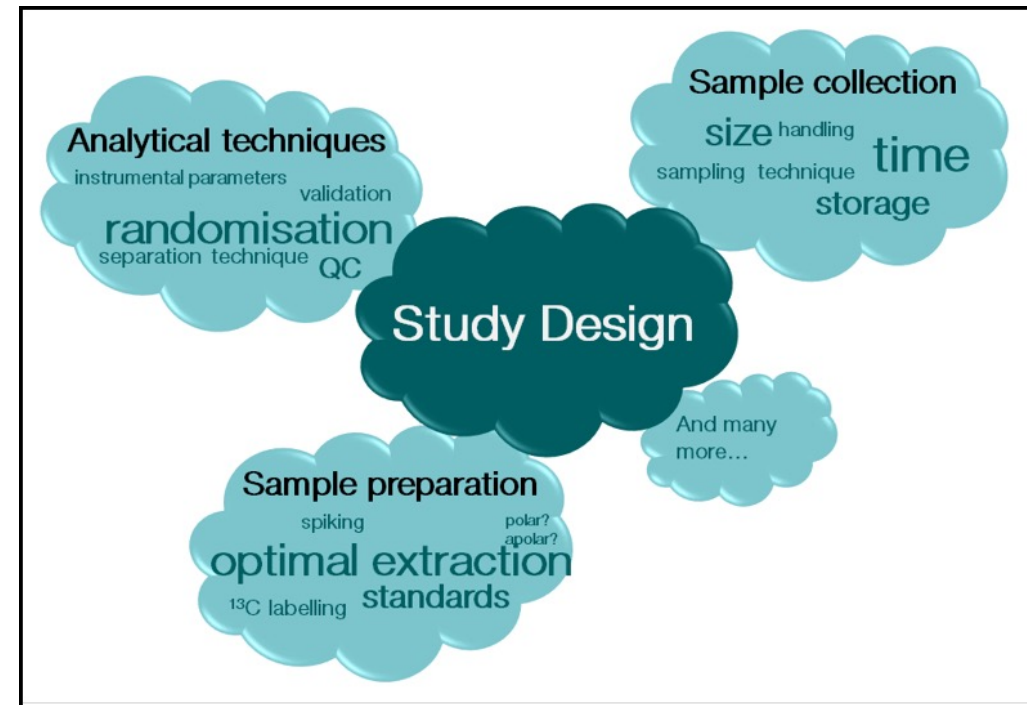 Analytical techniques
instrumental parameters
validation
randomisation
separation technique
QC
Sample collection
size handling
time
sampling technique
storage
Study Design
And many
more…
Sample preparation
spiking
polar?
apolar?
optimal extraction
¹³C labelling standards